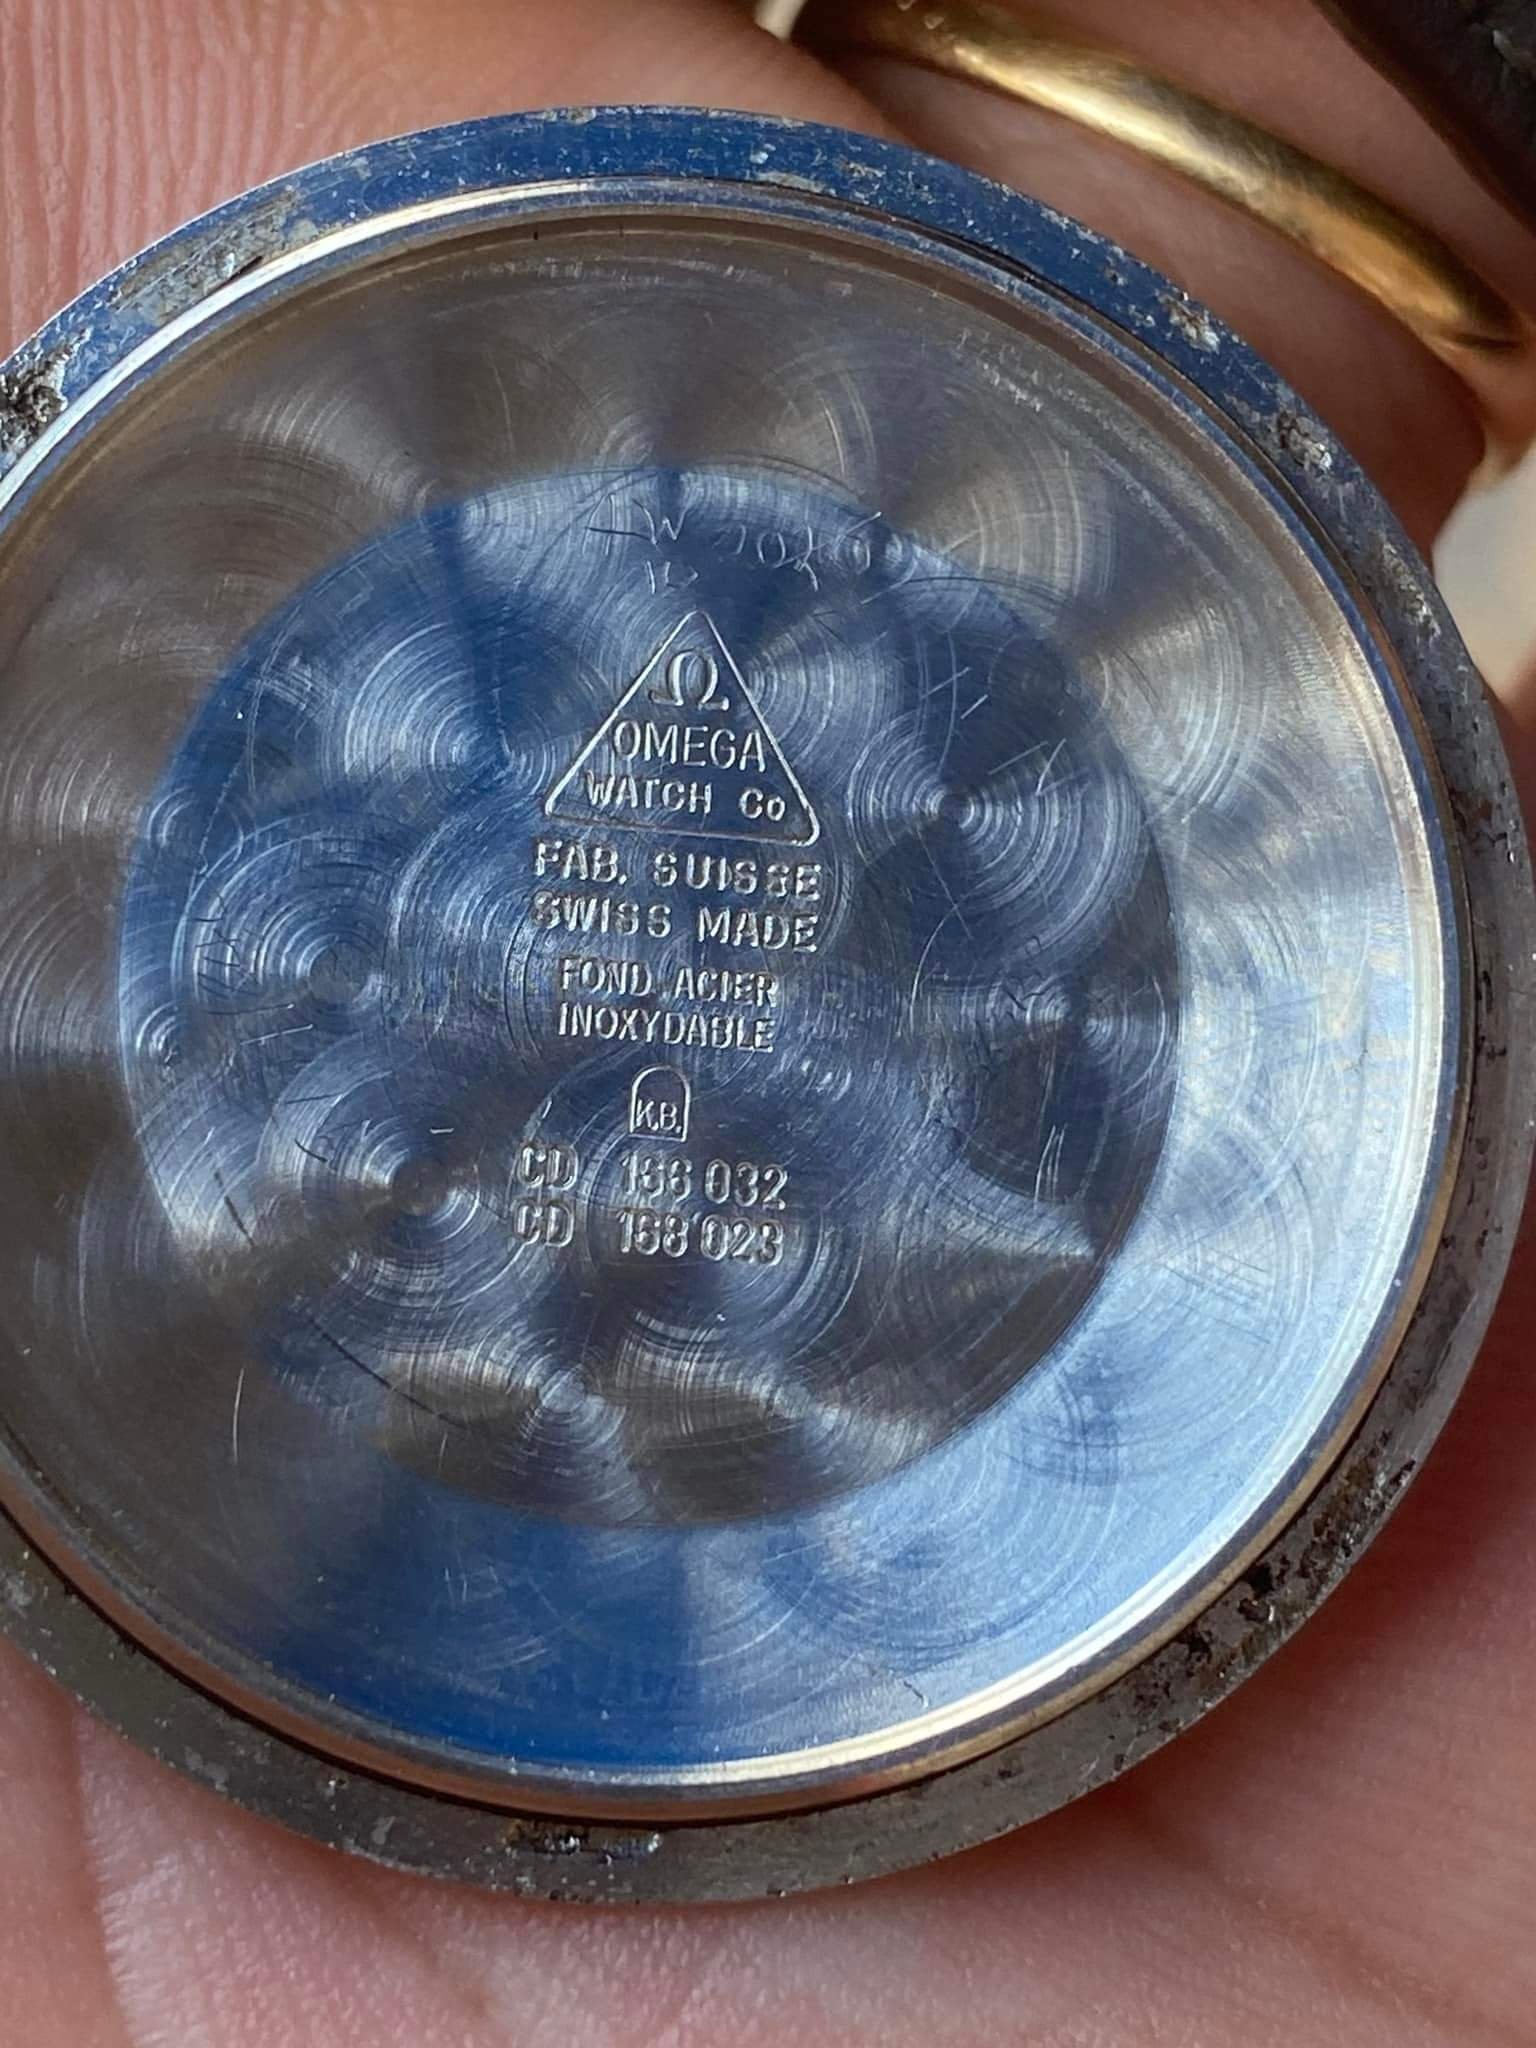 Ω
OMEGA
WATCH Co
FAB. SUISSE
SWISS MADE
FOND ACIER
INOXYDABLE
K.B.
CD 166 032
CD 168 023